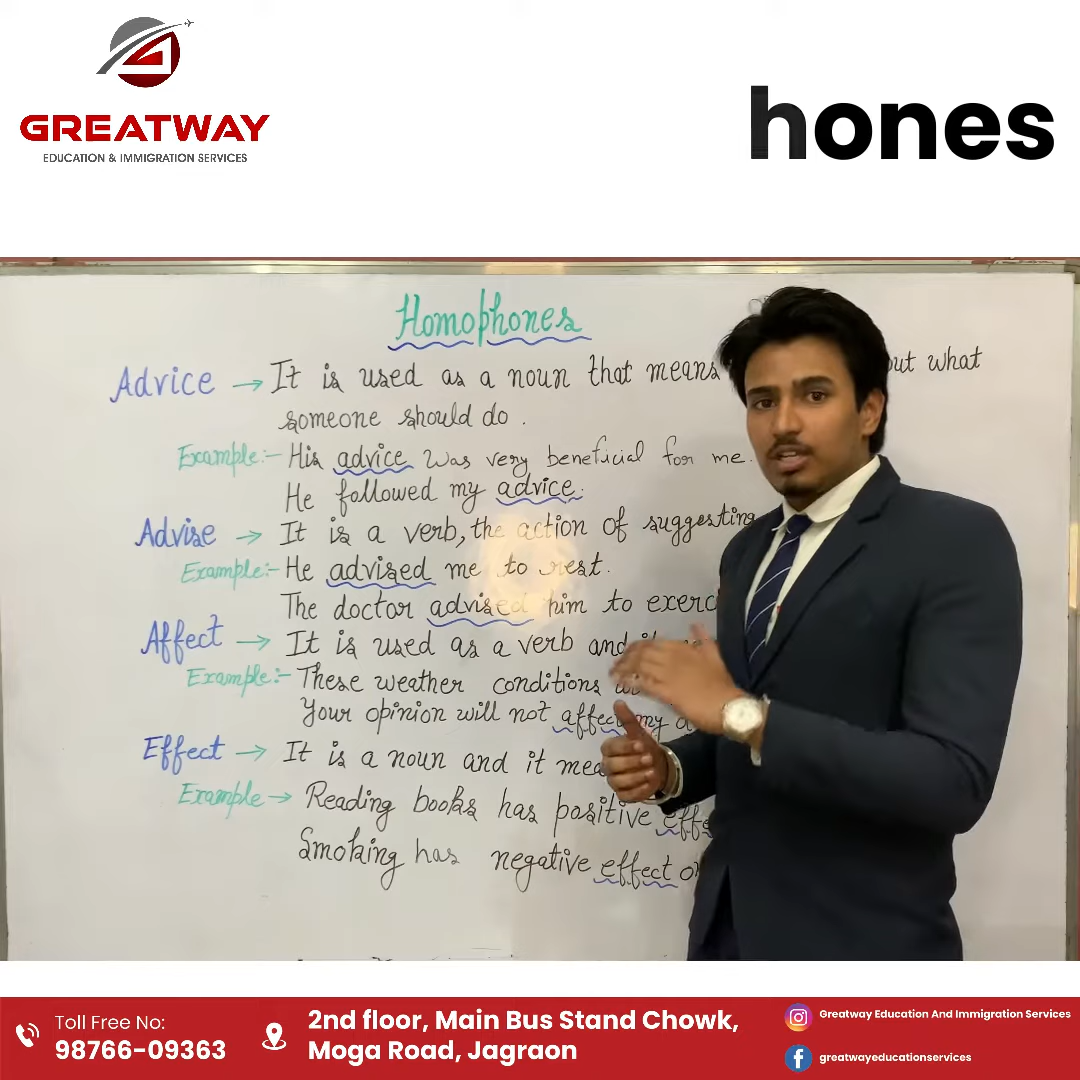 GREATWAY
EDUCATION & IMMIGRATION SERVICES
hones
Homophones
Advice → It is used as a noun that means out what
someone should do.
Example:- His advice was very beneficial for me.
He followed my advice.
Advise → It is a verb, the action of suggesting
Example:- He advised me to rest.
The doctor advised him to
Affect → It is used as a verb and
Example:- These weather conditions
Your opinion will not affect my
Effect → It is a noun and it
Example → Reading books has positive
Smoking has negative effect
Toll Free No:
98766-09363
2nd floor, Main Bus Stand Chowk,
Moga Road, Jagraon
Greatway Education And Immigration Services
greatwayeducationservices